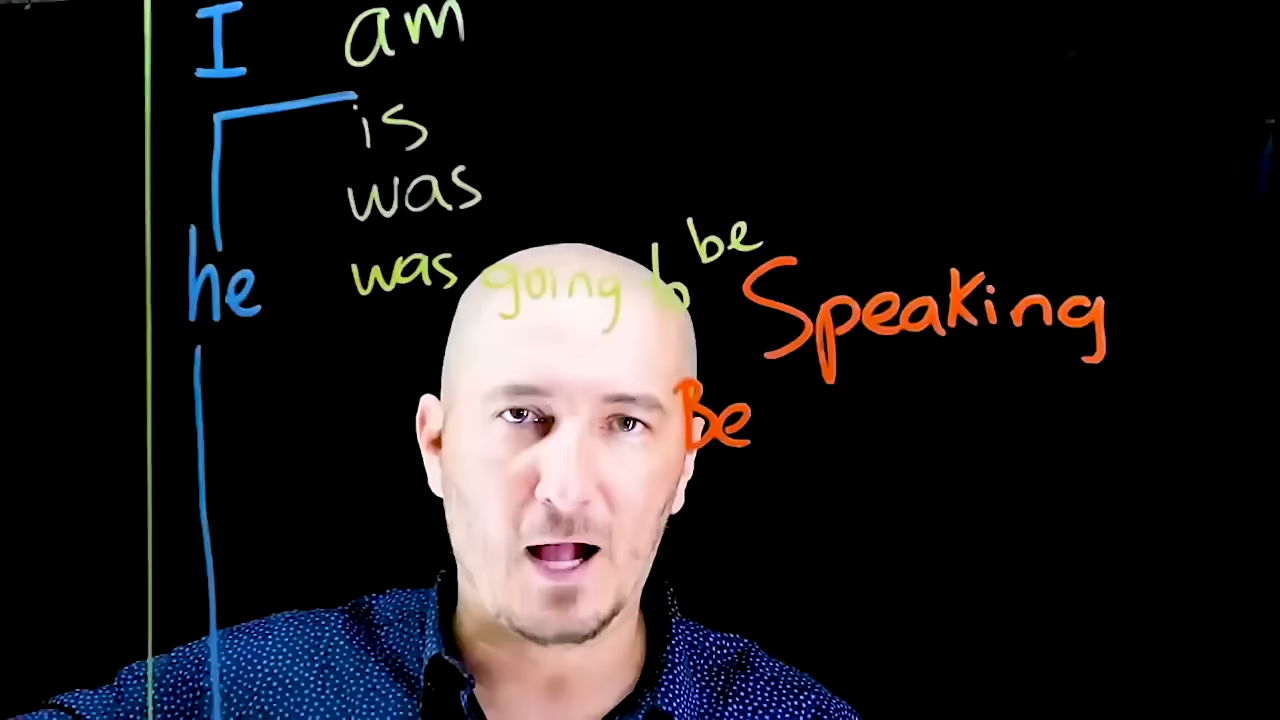 I am
is
was
he was going to be
Speaking
Be